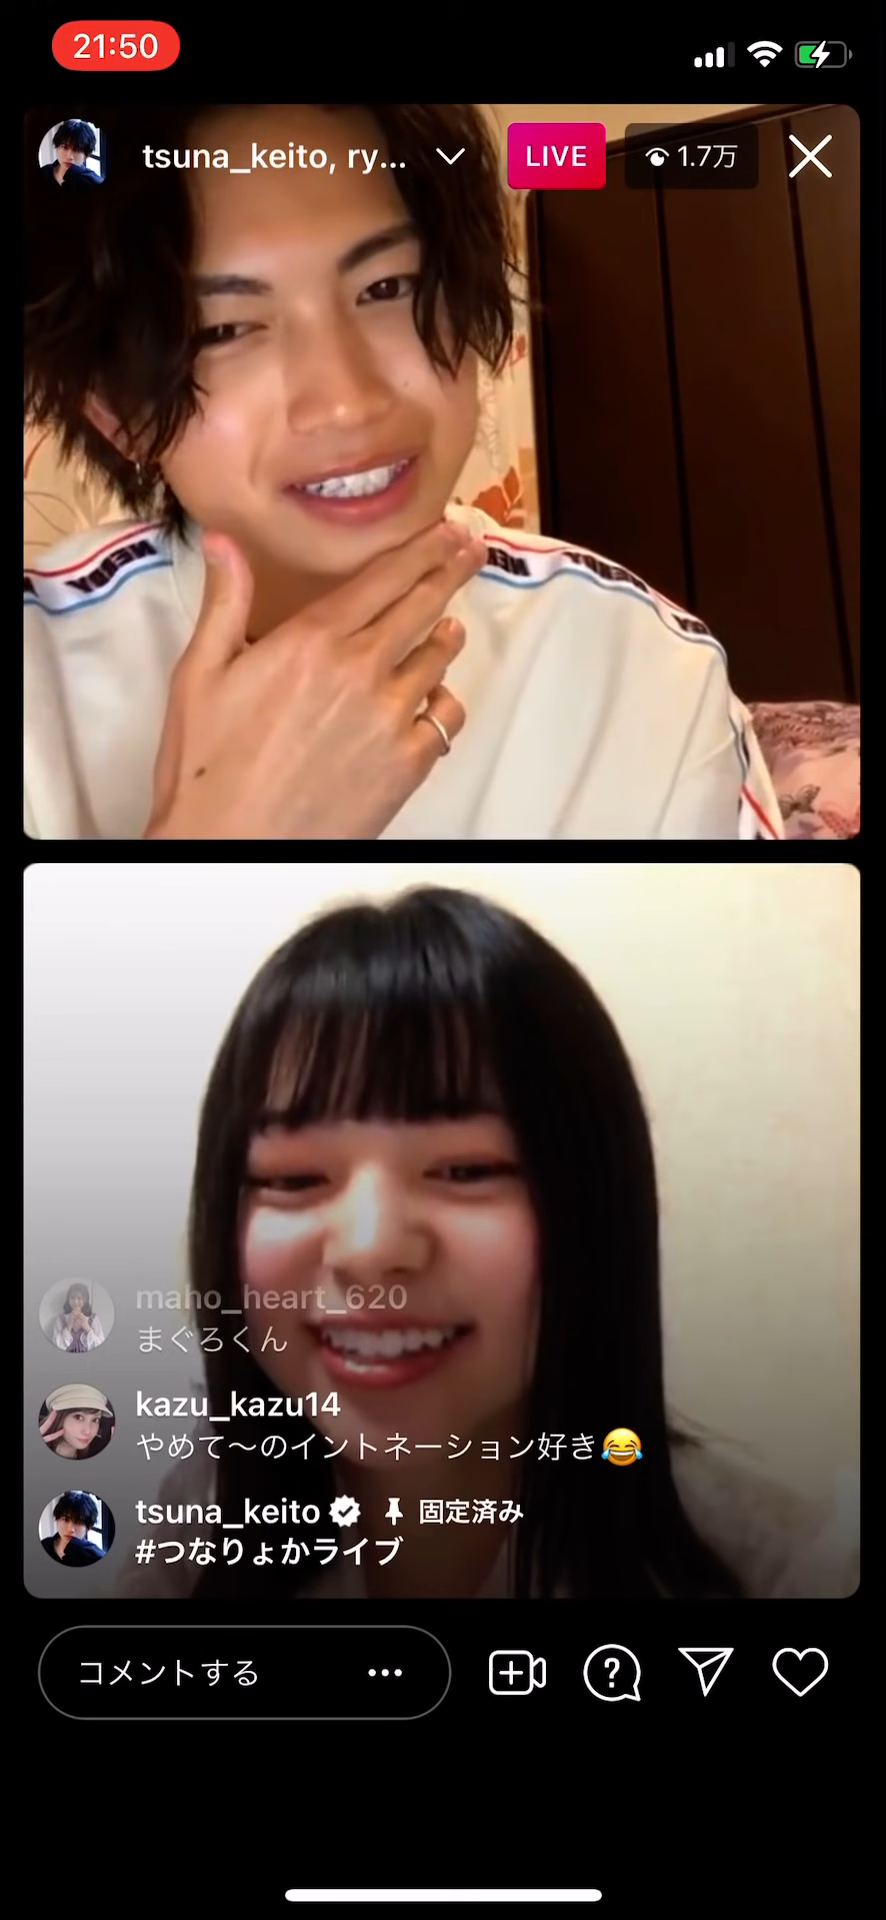 21:50
tsuna_keito, ry...
LIVE
1.7万
maho_heart_620
まぐろくん
kazu_kazu14
やめて〜のイントネーション好き😂
tsuna_keito 固定済み
#つなりょかライブ
コメントする